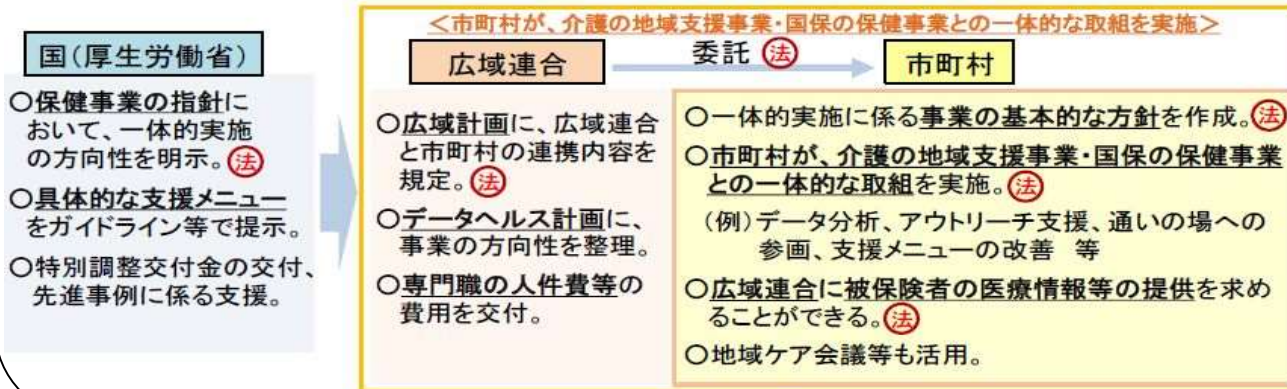 <市町村が、介護の地域支援事業・国保の保健事業との一体的な取組を実施>
国(厚生労働省)
○保健事業の指針に
おいて、一体的実施
の方向性を明示。法
○具体的な支援メニュー
をガイドライン等で提示。
○特別調整交付金の交付、
先進事例に係る支援。
広域連合
委託 法
市町村
○広域計画に、広域連合
と市町村の連携内容を
規定。法
○データヘルス計画に、
事業の方向性を整理。
○専門職の人件費等の
費用を交付。
○一体的実施に係る事業の基本的な方針を作成。法
○市町村が、介護の地域支援事業・国保の保健事業
との一体的な取組を実施。法
(例)データ分析、アウトリーチ支援、通いの場への
参画、支援メニューの改善 等
○広域連合に被保険者の医療情報等の提供を求め
ることができる。法
○地域ケア会議等も活用。